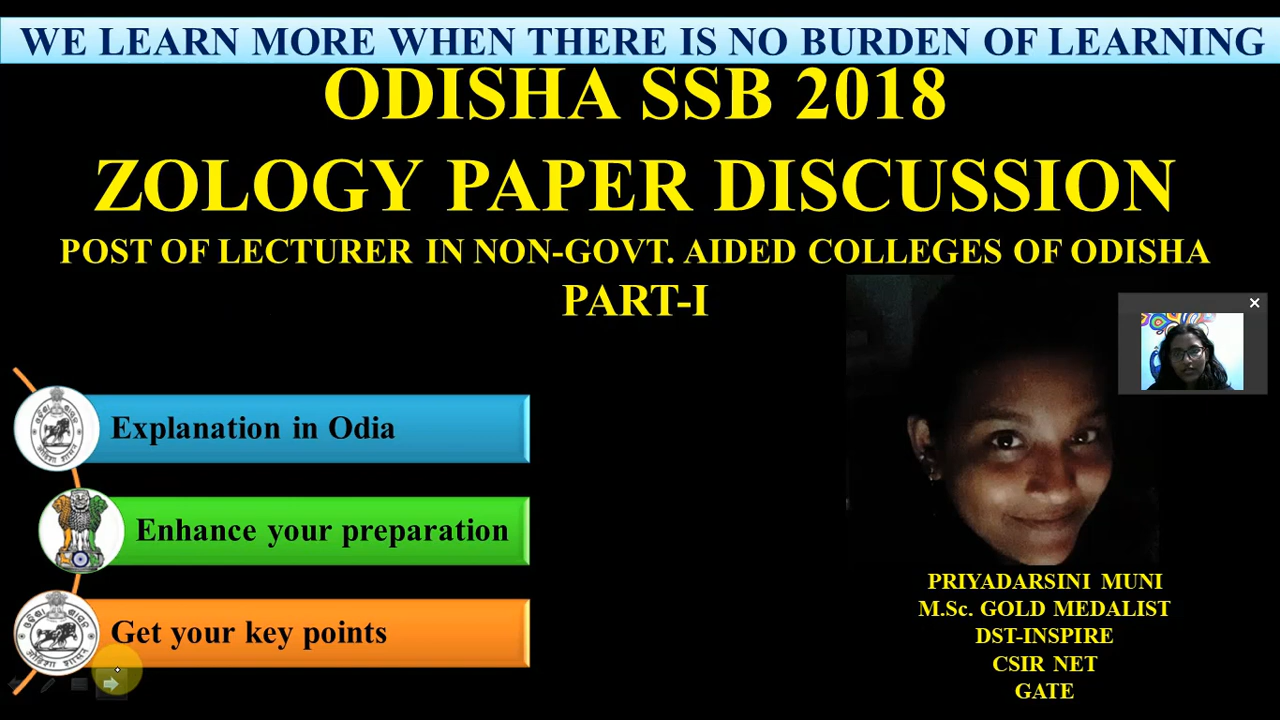 WE LEARN MORE WHEN THERE IS NO BURDEN OF LEARNING
ODISHA SSB 2018
ZOLOGY PAPER DISCUSSION
POST OF LECTURER IN NON-GOVT. AIDED COLLEGES OF ODISHA
PART-I
Explanation in Odia
Enhance your preparation
Get your key points
PRIYADARSINI MUNI
M.Sc. GOLD MEDALIST
DST-INSPIRE
CSIR NET
GATE